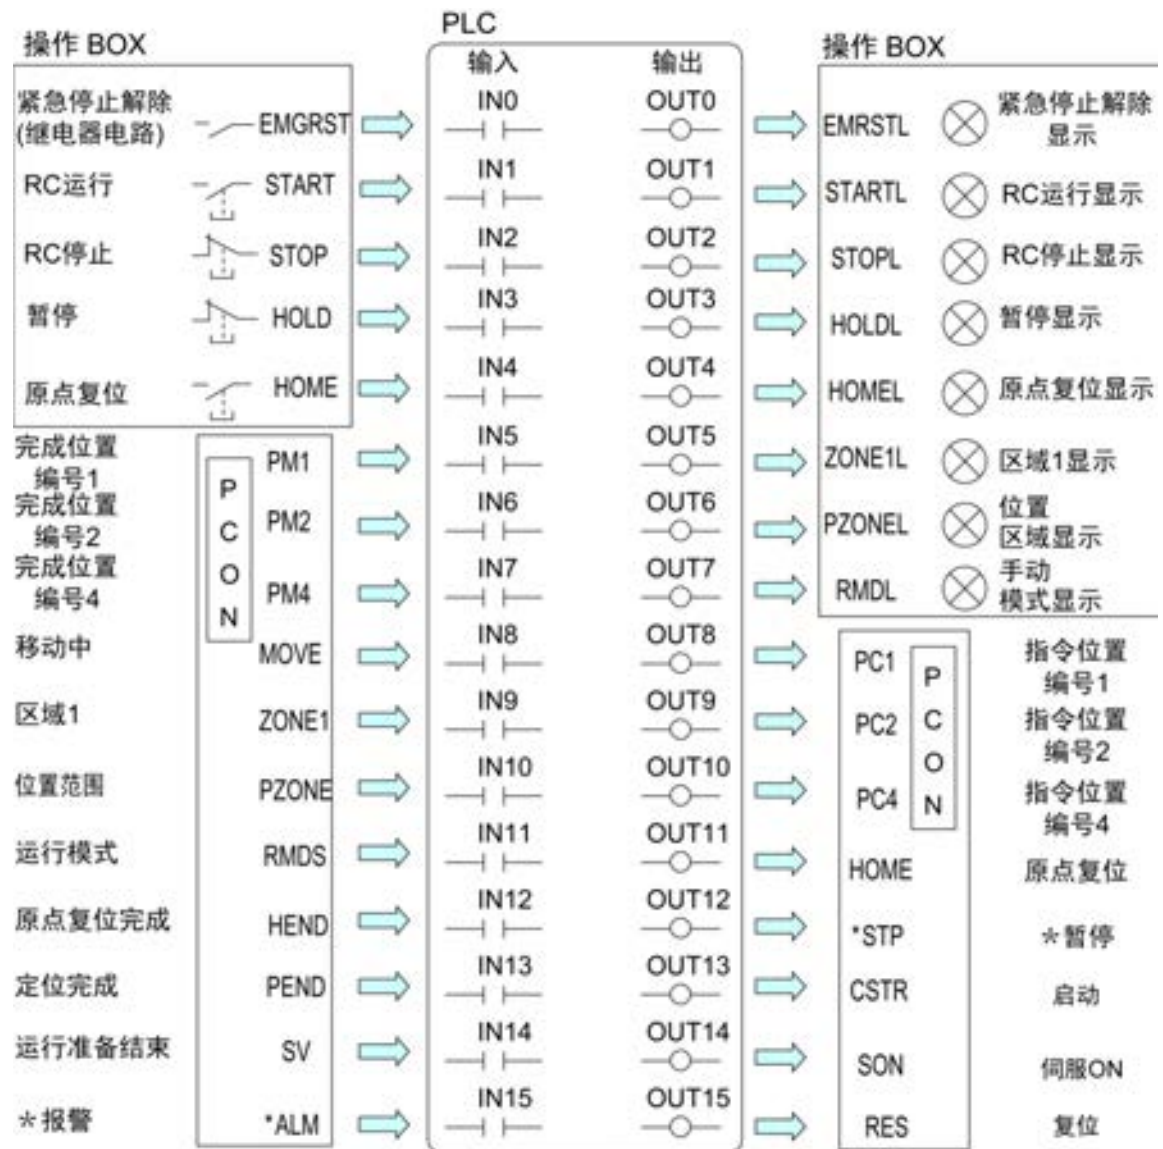 PLC
操作 BOX
操作 BOX
输入 输出
紧急停止解除
(继电器电路)
EMGRST
IN0 OUT0
EMRSTL
紧急停止解除
显示
RC运行 START
IN1 OUT1
STARTL RC运行显示
RC停止 STOP
IN2 OUT2
STOPL RC停止显示
暂停 HOLD
IN3 OUT3
HOLDL 暂停显示
原点复位 HOME
IN4 OUT4
HOMEL 原点复位显示
完成位置
编号1
PM1
IN5 OUT5
ZONE1L 区域1显示
完成位置
编号2
PM2
IN6 OUT6
PZONEL
位置
区域显示
完成位置
编号4
PM4
IN7 OUT7
RMDL
手动
模式显示
PCON
移动中 MOVE
IN8 OUT8
PC1
指令位置
编号1
区域1 ZONE1
IN9 OUT9
PC2
指令位置
编号2
PCON
位置范围 PZONE
IN10 OUT10
PC4
指令位置
编号4
运行模式 RMDS
IN11 OUT11
HOME 原点复位
原点复位完成 HEND
IN12 OUT12
*STP ＊暂停
定位完成 PEND
IN13 OUT13
CSTR 启动
运行准备结束 SV
IN14 OUT14
SON 伺服ON
＊报警 *ALM
IN15 OUT15
RES 复位